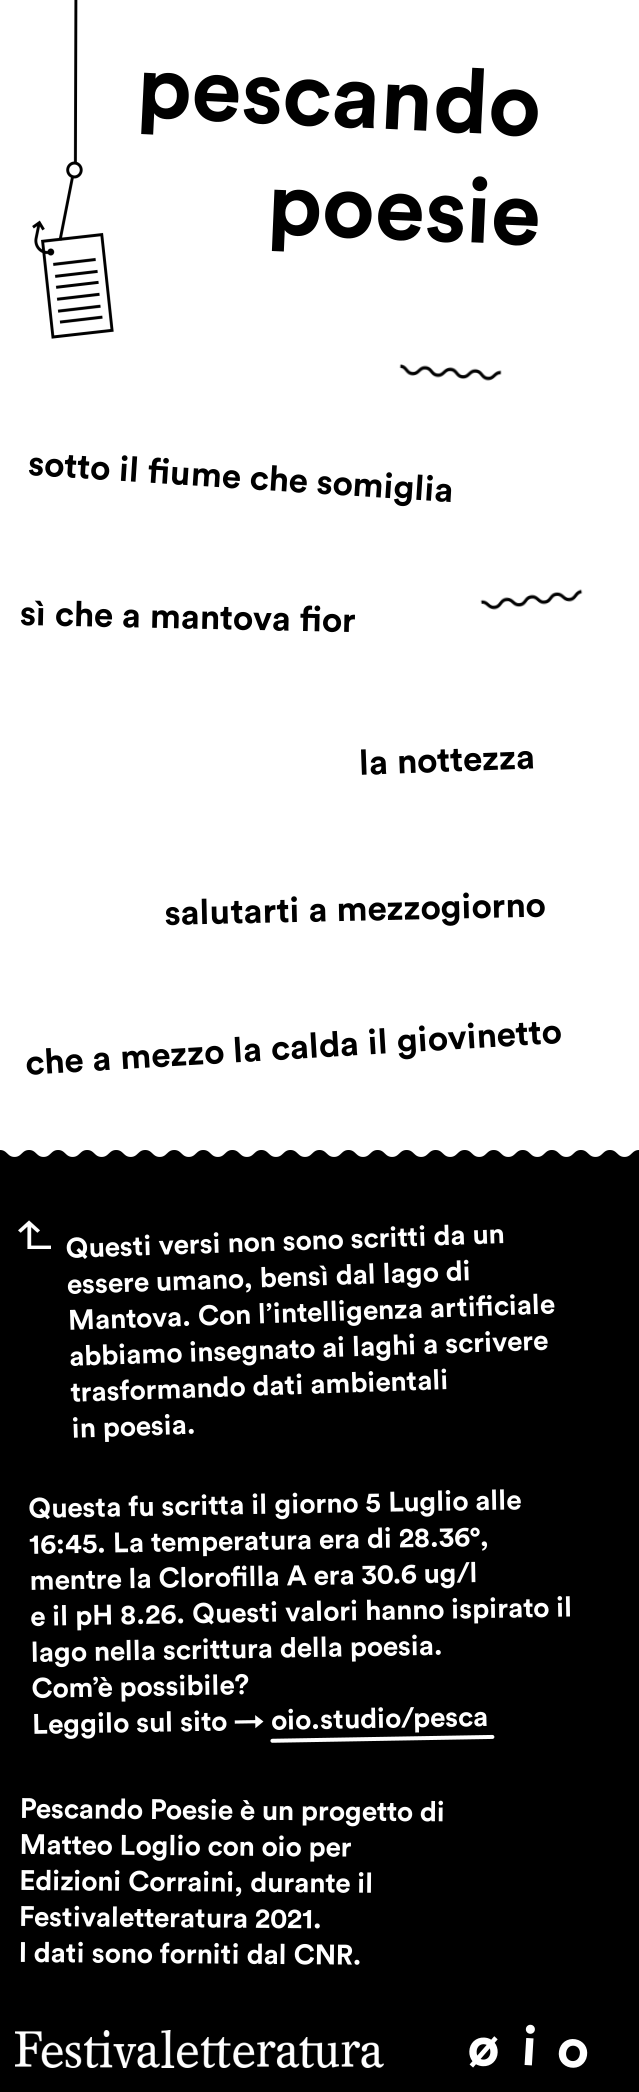 pescando
poesie
sotto il fiume che somiglia
sì che a mantova fior
la nottezza
salutarti a mezzogiorno
che a mezzo la calda il giovinetto
Questi versi non sono scritti da un
essere umano, bensì dal lago di
Mantova. Con l’intelligenza artificiale
abbiamo insegnato ai laghi a scrivere
trasformando dati ambientali
in poesia.
Questa fu scritta il giorno 5 Luglio alle
16:45. La temperatura era di 28.36°,
mentre la Clorofilla A era 30.6 ug/l
e il pH 8.26. Questi valori hanno ispirato il
lago nella scrittura della poesia.
Com’è possibile?
Leggilo sul sito → oio.studio/pesca
Pescando Poesie è un progetto di
Matteo Loglio con oio per
Edizioni Corraini, durante il
Festivaletteratura 2021.
I dati sono forniti dal CNR.
Festivaletteratura ø i o